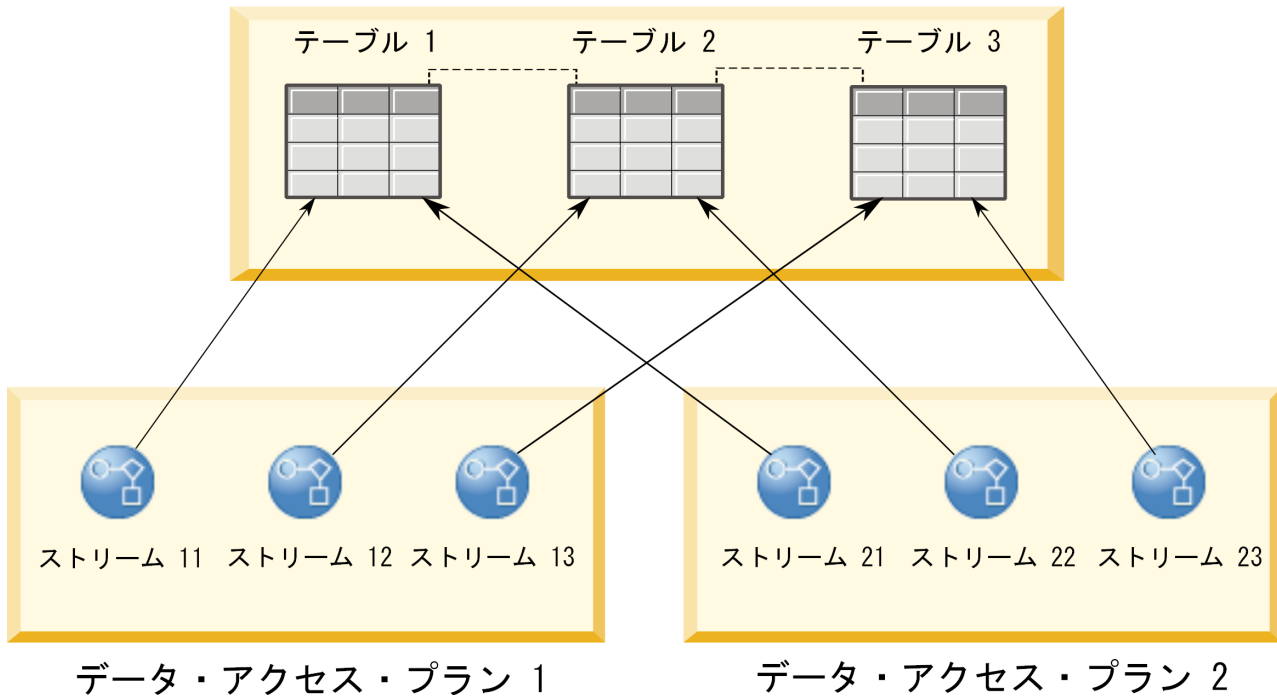 テーブル 1
テーブル 2
テーブル 3
ストリーム 11
ストリーム 12
ストリーム 13
ストリーム 21
ストリーム 22
ストリーム 23
データ・アクセス・プラン 1
データ・アクセス・プラン 2